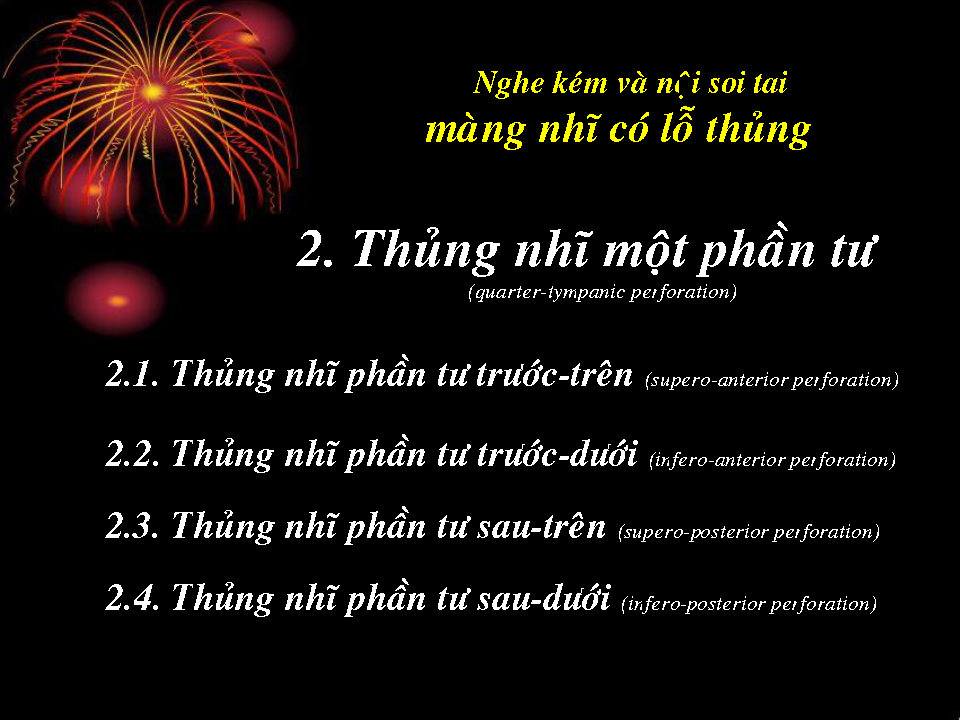 Nghe kém và nội soi tai
màng nhĩ có lỗ thủng
2. Thủng nhĩ một phần tư
(quarter-tympanic perforation)
2.1. Thủng nhĩ phần tư trước-trên (supero-anterior perforation)
2.2. Thủng nhĩ phần tư trước-dưới (infero-anterior perforation)
2.3. Thủng nhĩ phần tư sau-trên (supero-posterior perforation)
2.4. Thủng nhĩ phần tư sau-dưới (infero-posterior perforation)